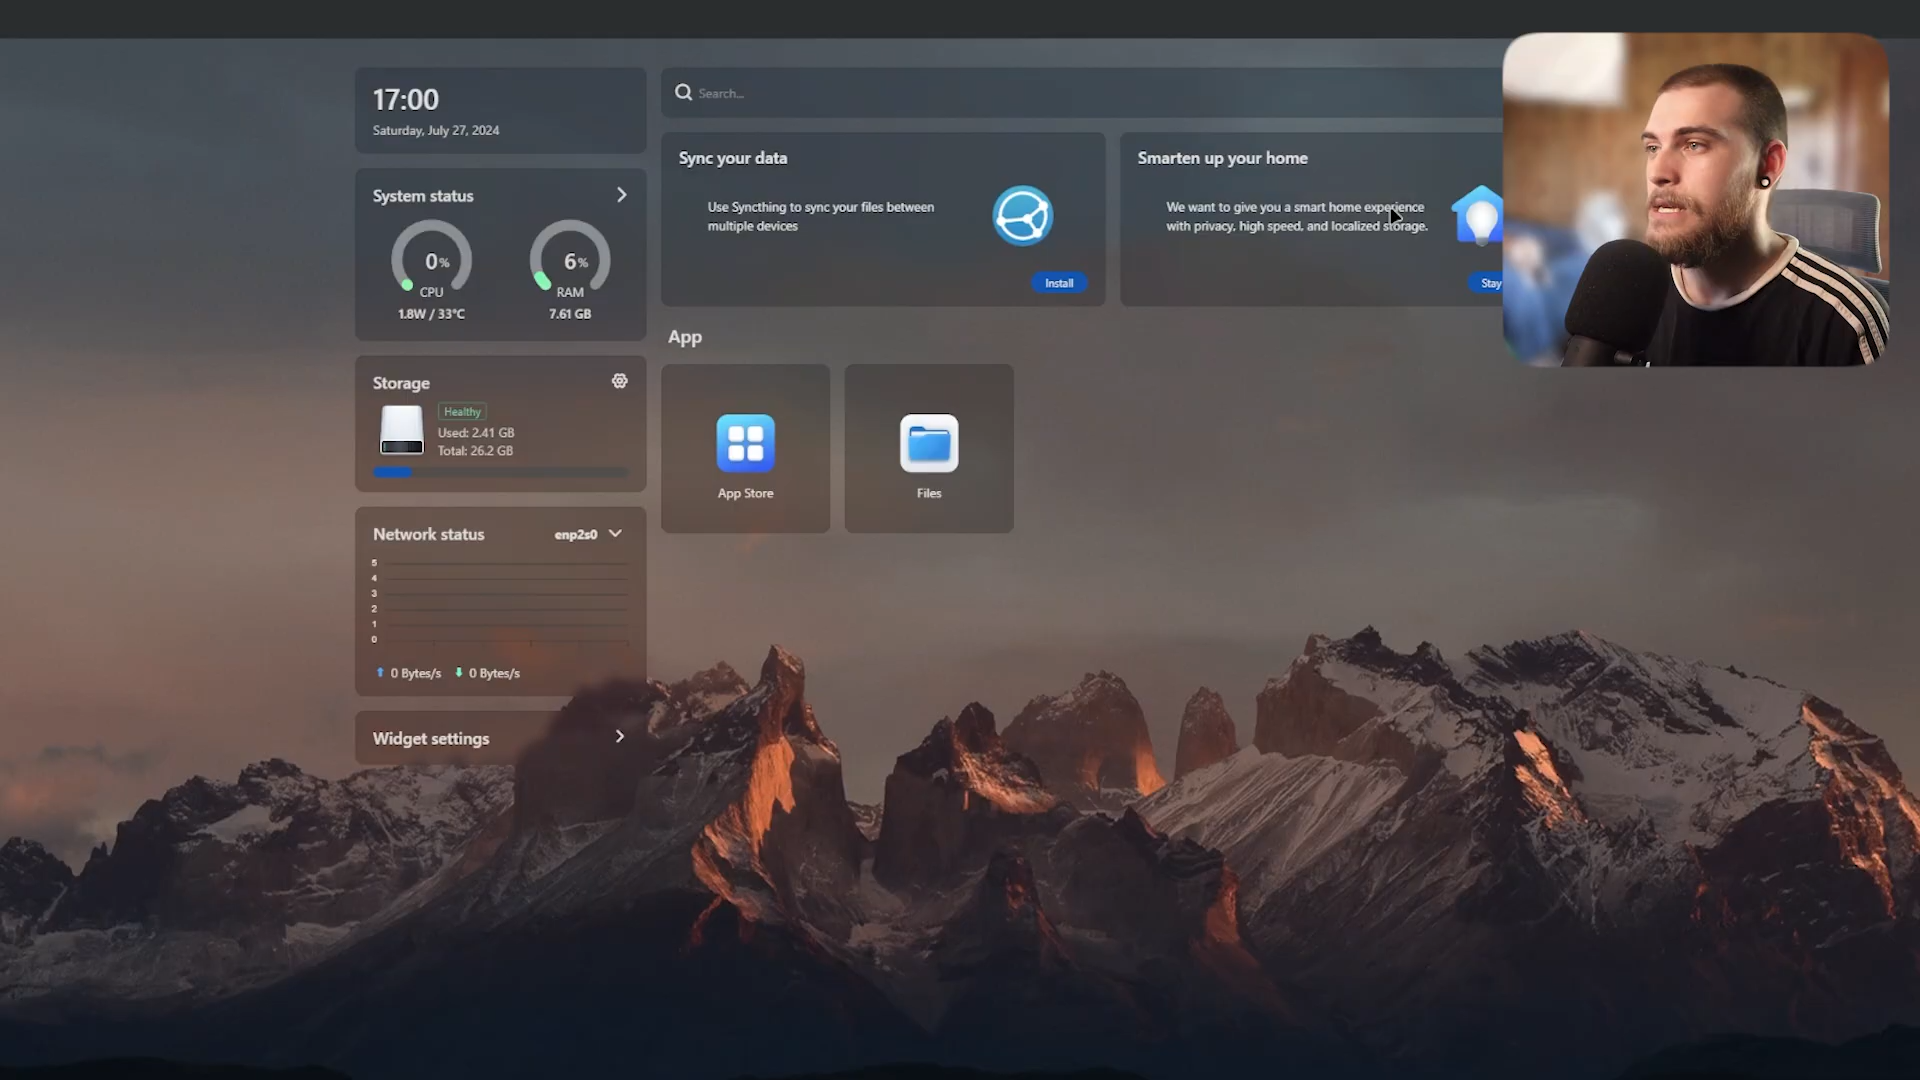 17:00
Saturday, July 27, 2024
System status
0%
CPU
1.8W / 33°C
6%
RAM
7.61 GB
Storage
Healthy
Used: 2.41 GB
Total: 26.2 GB
Network status
enp2s0
5
4
3
2
1
0
0 Bytes/s
0 Bytes/s
Widget settings
Search...
Sync your data
Use Syncthing to sync your files between
multiple devices
Install
Smarten up your home
We want to give you a smart home experience
with privacy, high speed, and localized storage.
Stay
App
App Store
Files